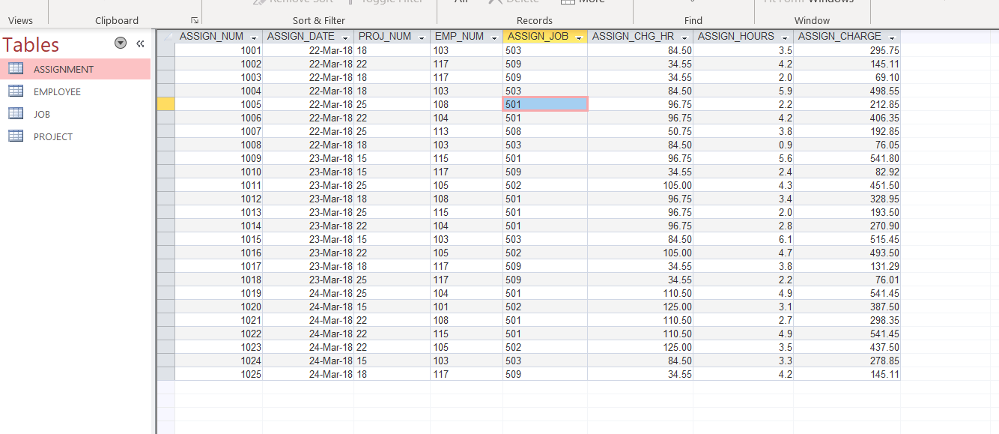 Remove Sort Toggle Filter All Delete More Fit Form Windows
Views Clipboard Sort & Filter Records Find Window
Tables
ASSIGNMENT
EMPLOYEE
JOB
PROJECT
ASSIGN_NUM ASSIGN_DATE PROJ_NUM EMP_NUM ASSIGN_JOB ASSIGN_CHG_HR ASSIGN_HOURS ASSIGN_CHARGE
1001 22-Mar-18 18 103 503 84.50 3.5 295.75
1002 22-Mar-18 22 117 509 34.55 4.2 145.11
1003 22-Mar-18 18 117 509 34.55 2.0 69.10
1004 22-Mar-18 18 103 503 84.50 5.9 498.55
1005 22-Mar-18 25 108 501 96.75 2.2 212.85
1006 22-Mar-18 22 104 501 96.75 4.2 406.35
1007 22-Mar-18 25 113 508 50.75 3.8 192.85
1008 22-Mar-18 18 103 503 84.50 0.9 76.05
1009 23-Mar-18 15 115 501 96.75 5.6 541.80
1010 23-Mar-18 15 117 509 34.55 2.4 82.92
1011 23-Mar-18 25 105 502 105.00 4.3 451.50
1012 23-Mar-18 18 108 501 96.75 3.4 328.95
1013 23-Mar-18 25 115 501 96.75 2.0 193.50
1014 23-Mar-18 22 104 501 96.75 2.8 270.90
1015 23-Mar-18 15 103 503 84.50 6.1 515.45
1016 23-Mar-18 22 105 502 105.00 4.7 493.50
1017 23-Mar-18 18 117 509 34.55 3.8 131.29
1018 23-Mar-18 25 117 509 34.55 2.2 76.01
1019 24-Mar-18 25 104 501 110.50 4.9 541.45
1020 24-Mar-18 15 101 502 125.00 3.1 387.50
1021 24-Mar-18 22 108 501 110.50 2.7 298.35
1022 24-Mar-18 22 115 501 110.50 4.9 541.45
1023 24-Mar-18 22 105 502 125.00 3.5 437.50
1024 24-Mar-18 15 103 503 84.50 3.3 278.85
1025 24-Mar-18 18 117 509 34.55 4.2 145.11